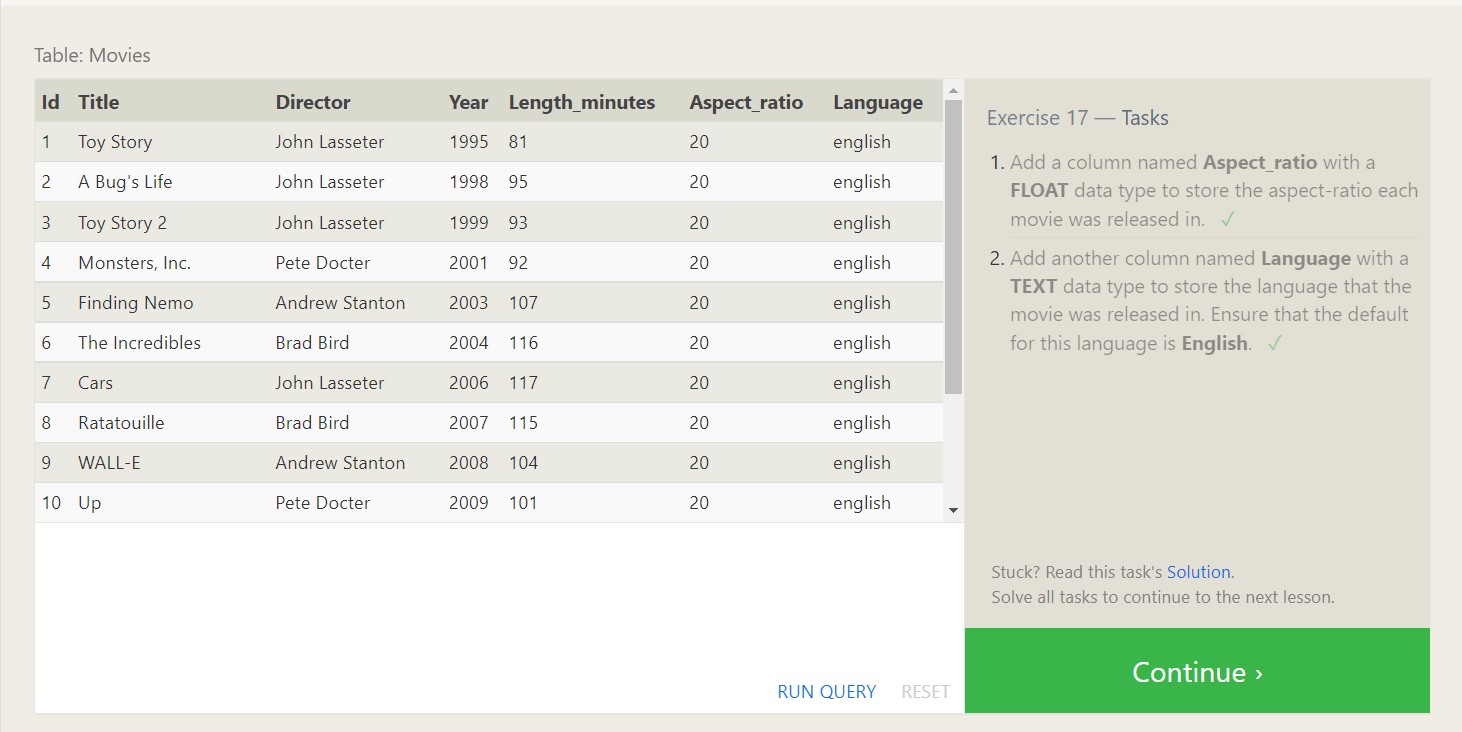 Table: Movies
Id Title Director Year Length_minutes Aspect_ratio Language
1 Toy Story John Lasseter 1995 81 20 english
2 A Bug's Life John Lasseter 1998 95 20 english
3 Toy Story 2 John Lasseter 1999 93 20 english
4 Monsters, Inc. Pete Docter 2001 92 20 english
5 Finding Nemo Andrew Stanton 2003 107 20 english
6 The Incredibles Brad Bird 2004 116 20 english
7 Cars John Lasseter 2006 117 20 english
8 Ratatouille Brad Bird 2007 115 20 english
9 WALL-E Andrew Stanton 2008 104 20 english
10 Up Pete Docter 2009 101 20 english
RUN QUERY RESET
Exercise 17 — Tasks
1. Add a column named Aspect_ratio with a
FLOAT data type to store the aspect-ratio each
movie was released in. ✓
2. Add another column named Language with a
TEXT data type to store the language that the
movie was released in. Ensure that the default
for this language is English. ✓
Stuck? Read this task's Solution.
Solve all tasks to continue to the next lesson.
Continue ›